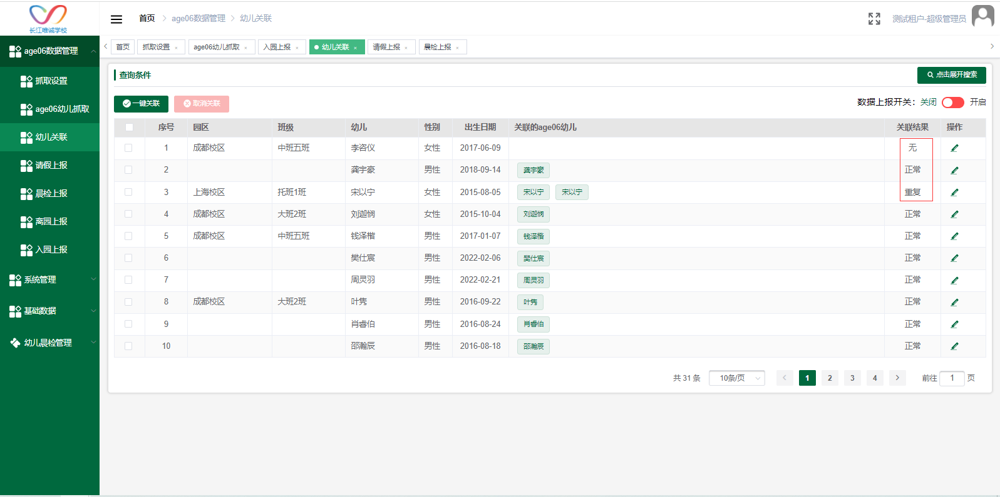 长江唯诚学校
首页 > age06数据管理 > 幼儿关联
测试租户-超级管理员
首页 抓取设置 × age06幼儿抓取 × 入园上报 × 幼儿关联 × 请假上报 × 晨检上报 ×
age06数据管理
抓取设置
age06幼儿抓取
幼儿关联
请假上报
晨检上报
离园上报
入园上报
系统管理
基础数据
幼儿晨检管理
查询条件
点击展开搜索
一键关联 取消关联
数据上报开关: 关闭 开启
序号 园区 班级 幼儿 性别 出生日期 关联的age06幼儿 关联结果 操作
1 成都校区 中班五班 李咨仪 女性 2017-06-09 无
2 龚宇豪 男性 2018-09-14 龚宇豪 正常
3 上海校区 托班1班 宋以宁 女性 2015-08-05 宋以宁 宋以宁 重复
4 成都校区 大班2班 刘迦悯 女性 2015-10-04 刘迦悯 正常
5 成都校区 中班五班 钱泽楷 男性 2017-01-07 钱泽楷 正常
6 樊仕宸 男性 2022-02-06 樊仕宸 正常
7 周灵羽 男性 2022-02-21 周灵羽 正常
8 成都校区 大班2班 叶隽 男性 2016-09-22 叶隽 正常
9 肖睿伯 男性 2016-08-24 肖睿伯 正常
10 邵瀚辰 男性 2016-08-18 邵瀚辰 正常
共 31 条 10条/页 < 1 2 3 4 > 前往 1 页